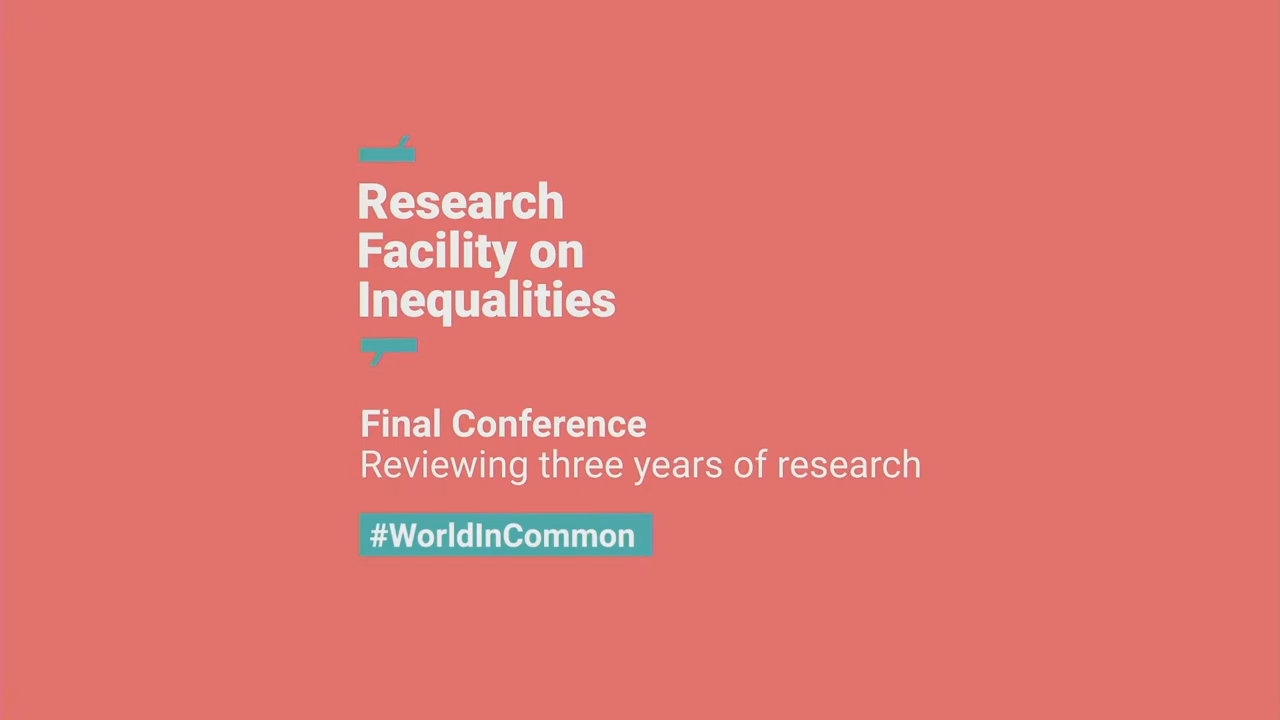 Research
Facility on
Inequalities
Final Conference
Reviewing three years of research
#WorldInCommon